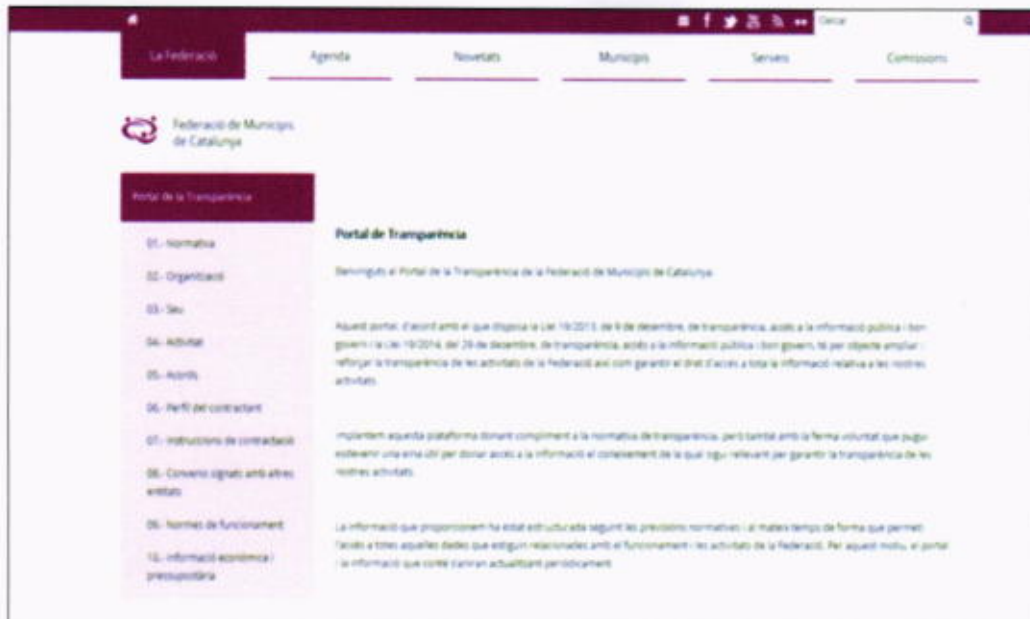 Cercar
La Federació
Agenda
Novetats
Municipis
Serveis
Comissions
Federació de Municipis
de Catalunya
Portal de la Transparència
01.- Normativa
02.- Organització
03.- Seu
04.- Activitat
05.- Acords
06.- Perfil del contractant
07.- Instruccions de contractació
08.- Convenis signats amb altres
entitats
09.- Normes de funcionament
10.- Informació econòmica i
pressupostària
Portal de Transparència
Benvinguts al Portal de la Transparència de la Federació de Municipis de Catalunya
Aquest portal, d'acord amb el que disposa la Llei 19/2013, de 9 de desembre, de transparència, accés a la informació pública i bon
govern i la Llei 19/2014, del 29 de desembre, de transparència, accés a la informació pública i bon govern, té per objecte ampliar i
reforçar la transparència de les activitats de la Federació així com garantir el dret d'accés a tota la informació relativa a les nostres
activitats.
Implantem aquesta plataforma donant compliment a la normativa de transparència, però també amb la ferma voluntat que pugui
esdevenir una eina útil per donar accés a la informació el coneixement de la qual sigui rellevant per garantir la transparència de les
nostres activitats.
La informació que proporcionem ha estat estructurada seguint les previsions normatives i al mateix temps de forma que permeti
l'accés a totes aquelles dades que estiguin relacionades amb el funcionament i les activitats de la Federació. Per aquest motiu, el portal
i la informació que conté s'aniran actualitzant periòdicament.